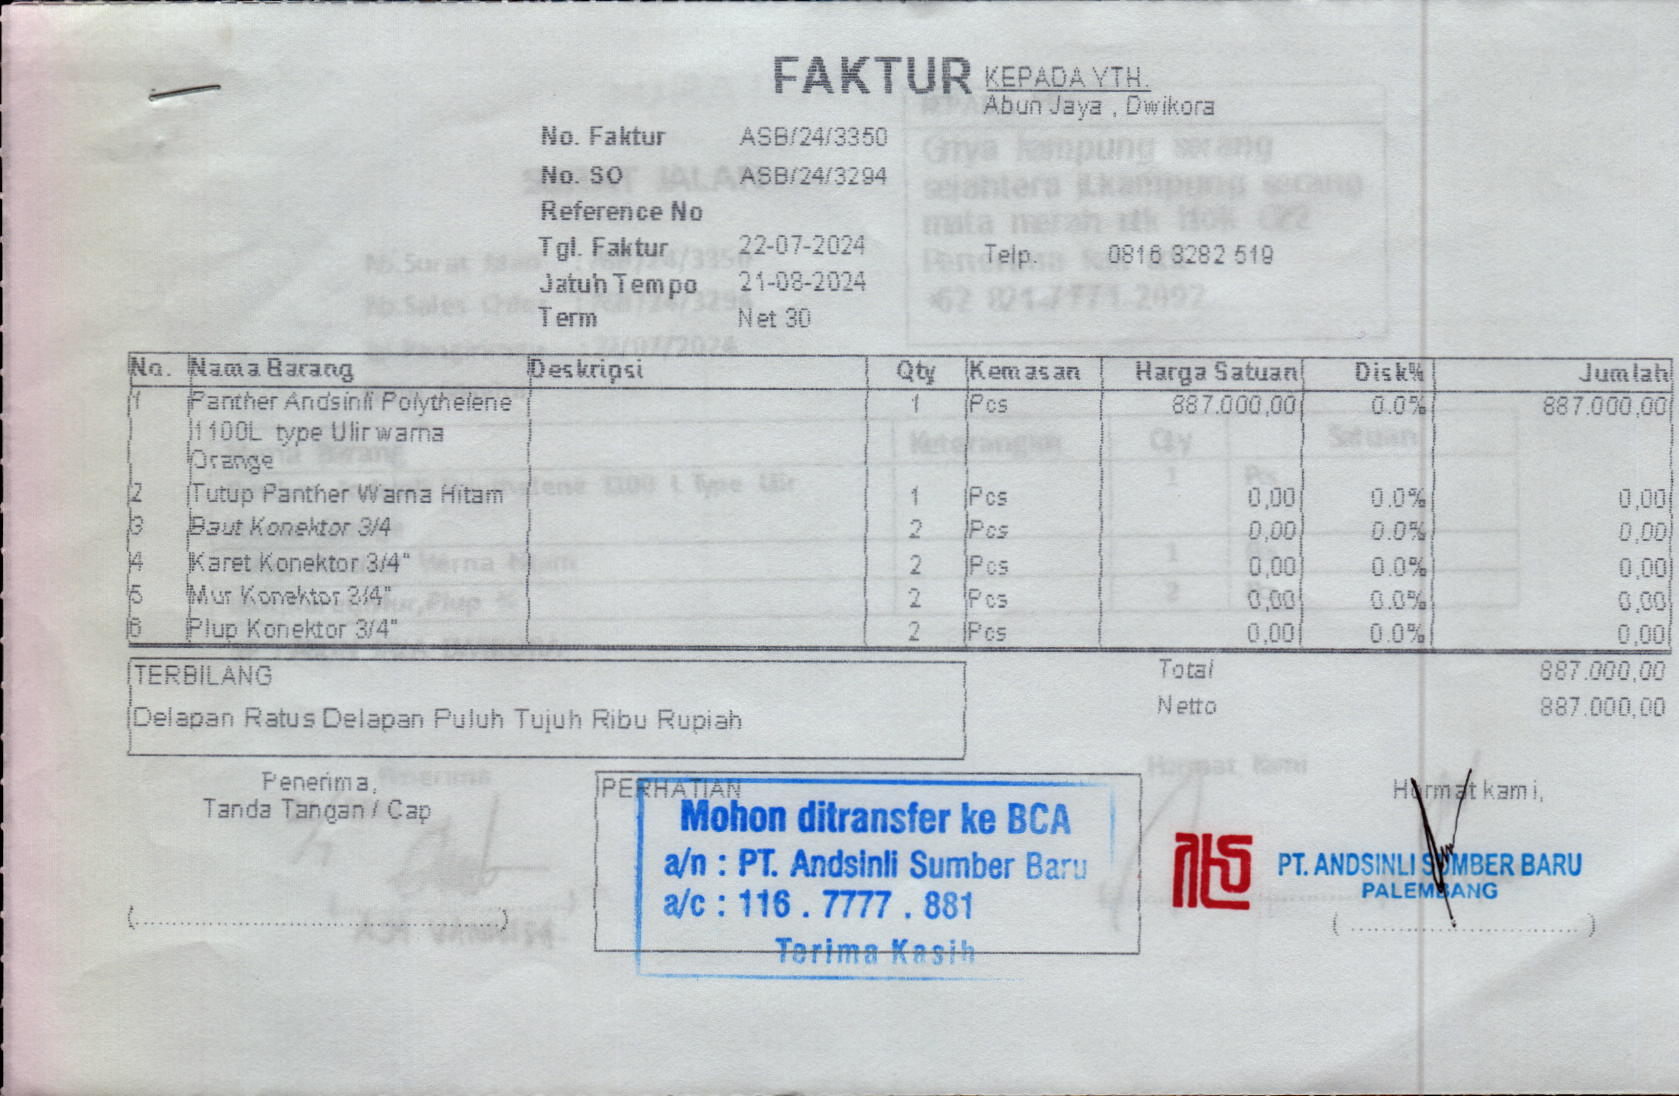 FAKTUR
KEPADA YTH.
Abun Jaya , Dwikora
No. Faktur ASB/24/3350
No. SO ASB/24/3294
Reference No
Tgl. Faktur 22-07-2024
Telp. 0816 3282 519
Jatuh Tempo 21-08-2024
Term Net 30
No. Nama Barang Deskripsi Qty Kemasan Harga Satuan Disk% Jumlah
1 Panther Andsinli Polythelene 1 Pcs 887.000,00 0.0% 887.000,00
1100L type Ulir warna
Orange
2 Tutup Panther Warna Hitam 1 Pcs 0,00 0.0% 0,00
3 Baut Konektor 3/4 2 Pcs 0,00 0.0% 0,00
4 Karet Konektor 3/4" 2 Pcs 0,00 0.0% 0,00
5 Mur Konektor 3/4" 2 Pcs 0,00 0.0% 0,00
6 Plup Konektor 3/4" 2 Pcs 0,00 0.0% 0,00
TERBILANG
Delapan Ratus Delapan Puluh Tujuh Ribu Rupiah
Total 887.000,00
Netto 887.000,00
Penerima,
Tanda Tangan / Cap
(..............................................)
PERHATIAN
Mohon ditransfer ke BCA
a/n : PT. Andsinli Sumber Baru
a/c : 116 . 7777 . 881
Terima Kasih
Hormat kami,
PT. ANDSINLI SUMBER BARU
PALEMBANG
( ............................. )